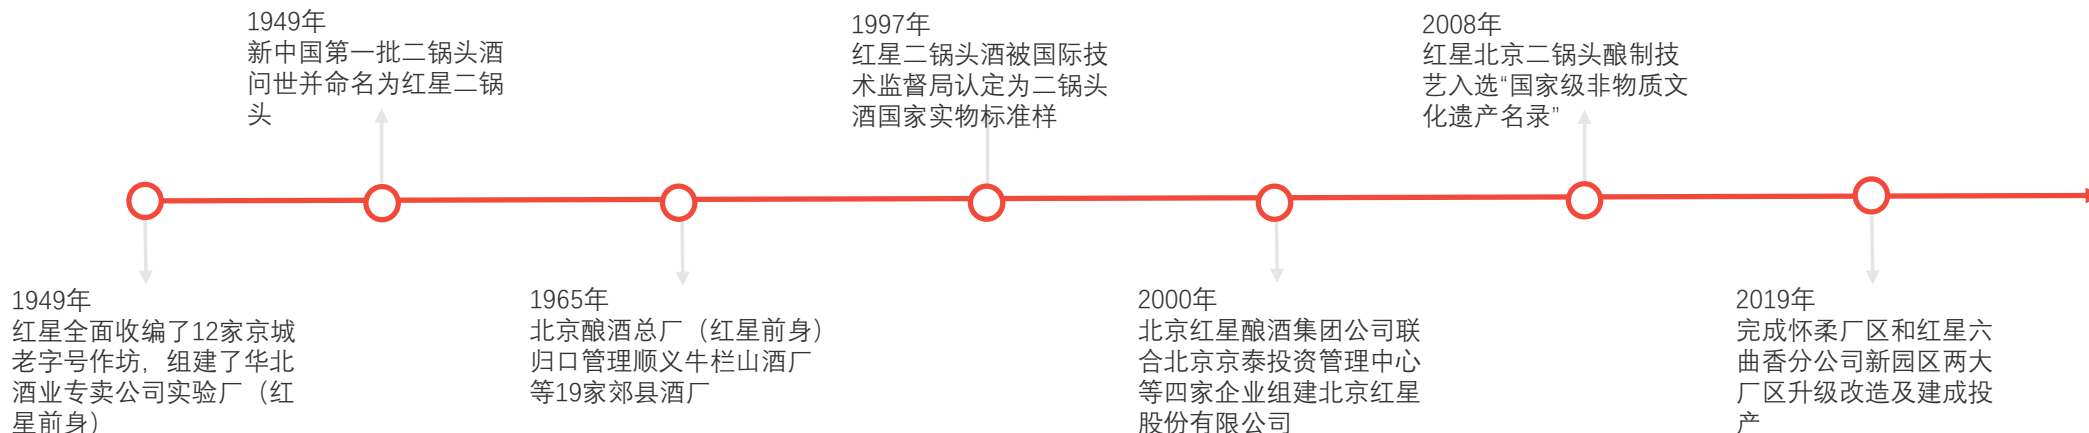 1949年
新中国第一批二锅头酒
问世并命名为红星二锅
头
1997年
红星二锅头酒被国际技
术监督局认定为二锅头
酒国家实物标准样
2008年
红星北京二锅头酿制技
艺入选“国家级非物质文
化遗产名录”
1949年
红星全面收编了12家京城
老字号作坊，组建了华北
酒业专卖公司实验厂（红
星前身）
1965年
北京酿酒总厂（红星前身）
归口管理顺义牛栏山酒厂
等19家郊县酒厂
2000年
北京红星酿酒集团公司联
合北京京泰投资管理中心
等四家企业组建北京红星
股份有限公司
2019年
完成怀柔厂区和红星六
曲香分公司新园区两大
厂区升级改造及建成投
产